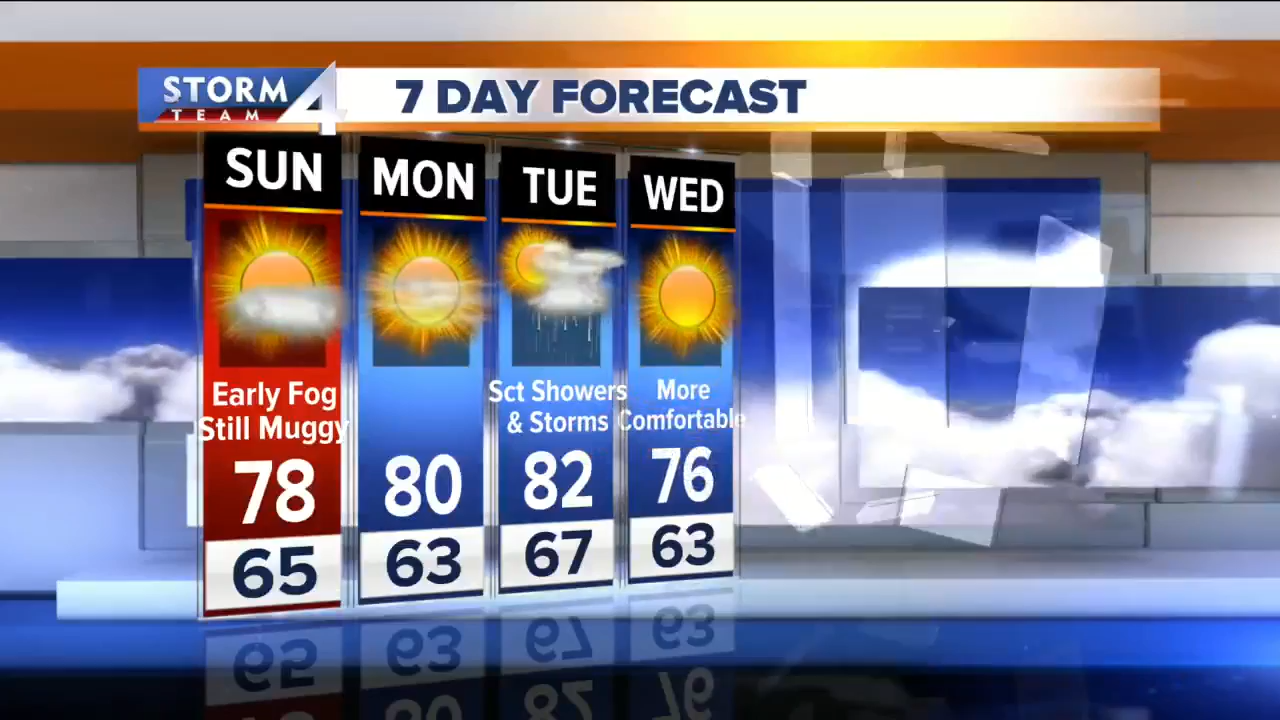 STORM
TEAM
4
7 DAY FORECAST
SUN
Early Fog
Still Muggy
78
65
MON
80
63
TUE
Sct Showers
& Storms
82
67
WED
More
Comfortable
76
63